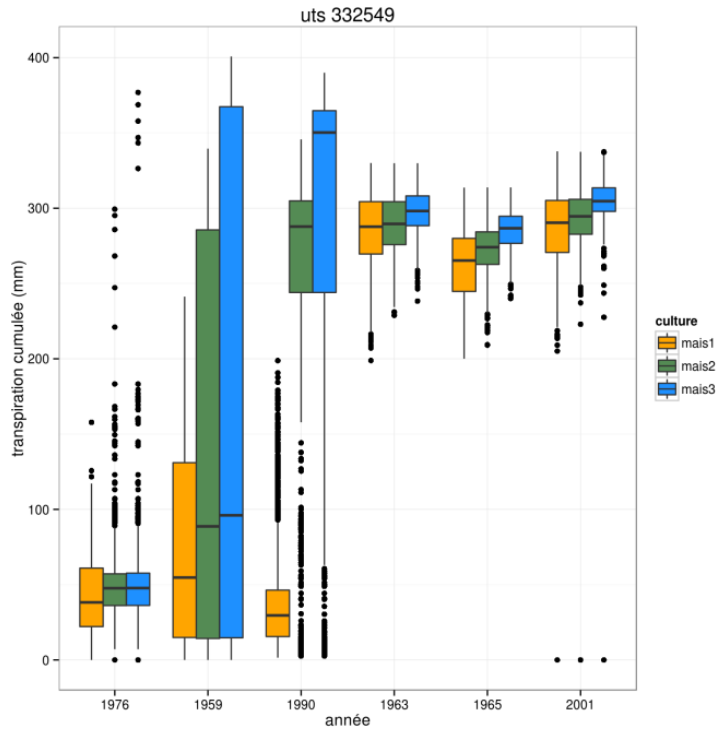 uts 332549
transpiration cumulée (mm)
400
300
200
100
0
1976 1959 1990 1963 1965 2001
année
culture
mais1
mais2
mais3